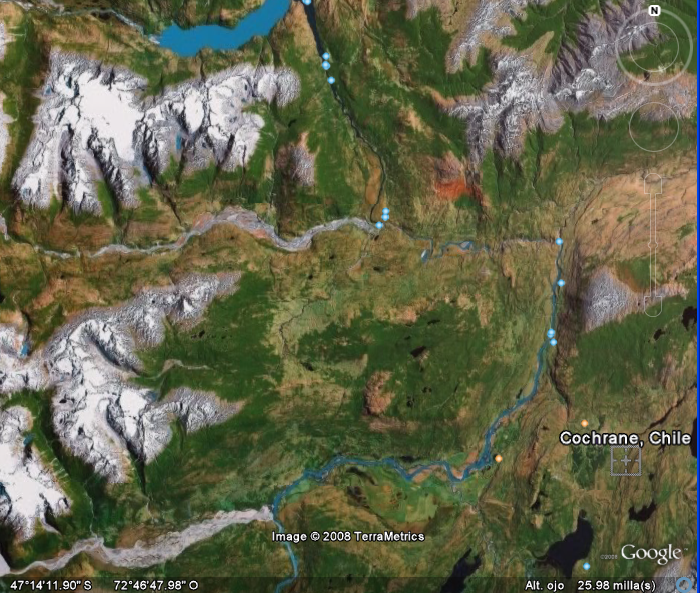 N
Cochrane, Chile
Image © 2008 TerraMetrics
©2008 Google
47°14'11.90" S 72°46'47.98" O Alt. ojo 25.98 milla(s)